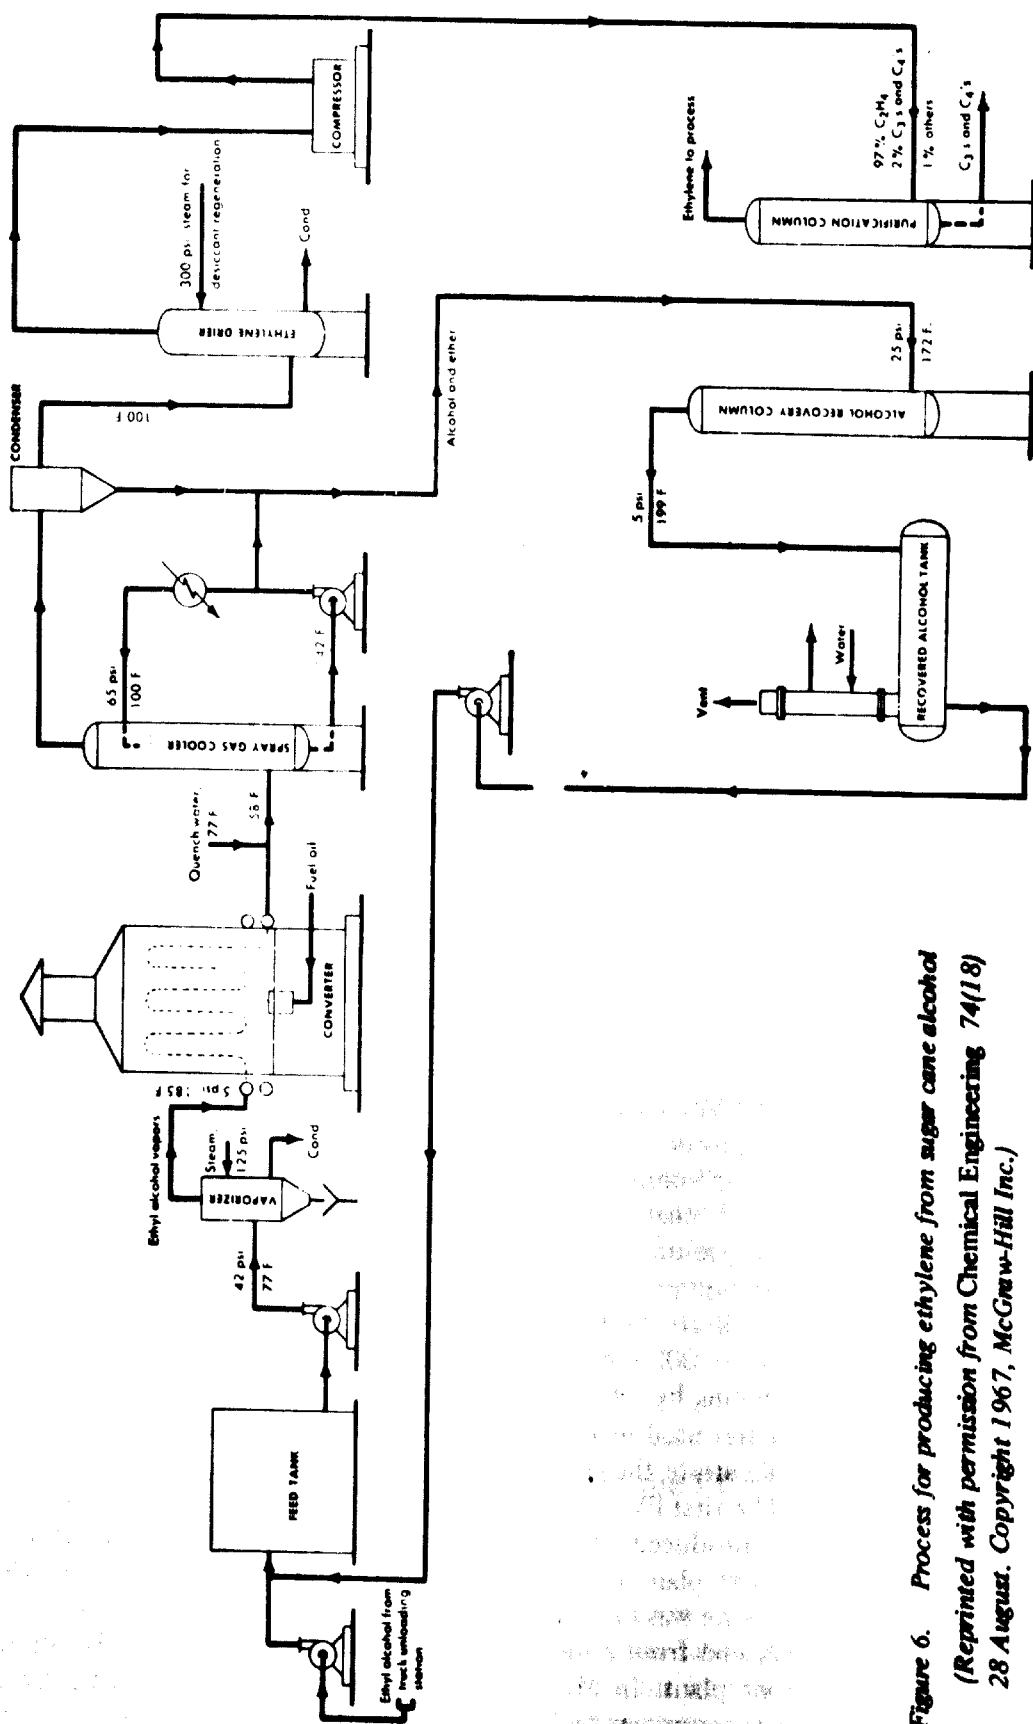 Ethyl alcohol from
truck unloading
station
FEED TANK
42 psi
77 F
VAPORIZER
Steam
125 psi
Cond
Ethyl alcohol vapors
5 psi
185 F
CONVERTER
Fuel oil
Quench water,
77 F
SPRAY GAS COOLER
65 psi
100 F
CONDENSER
100 F
Alcohol and ether
ETHYLENE DRIER
300 psi steam for
desiccant regeneration
Cond
COMPRESSOR
97% C₂H₄
2% C₃s and C₄'s
1% others
PURIFICATION COLUMN
Ethylene to process
C₃s and C₄'s
25 psi
172 F.
ALCOHOL RECOVERY COLUMN
5 psi
199 F
RECOVERED ALCOHOL TANK
Water
Vent
Figure 6. Process for producing ethylene from sugar cane alcohol
(Reprinted with permission from Chemical Engineering 74(18)
28 August. Copyright 1967, McGraw-Hill Inc.)